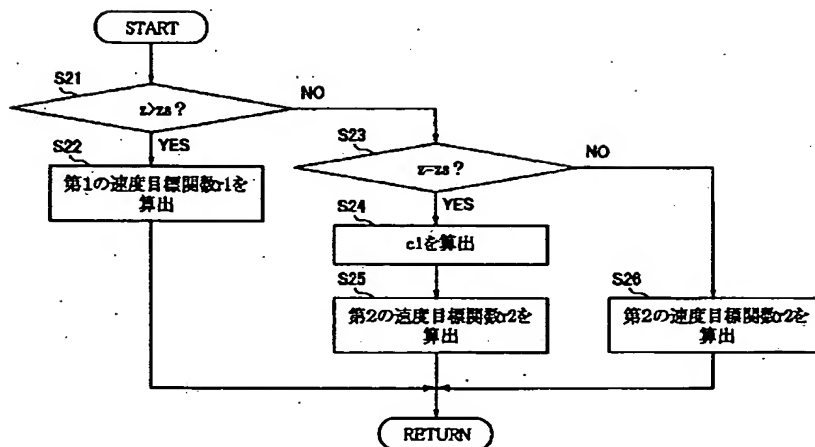 START
S21
z>zs?
NO
YES
S22
第1の速度目標関数r1を
算出
S23
z=zs?
NO
YES
S24
c1を算出
S25
第2の速度目標関数r2を
算出
S26
第2の速度目標関数r2を
算出
RETURN